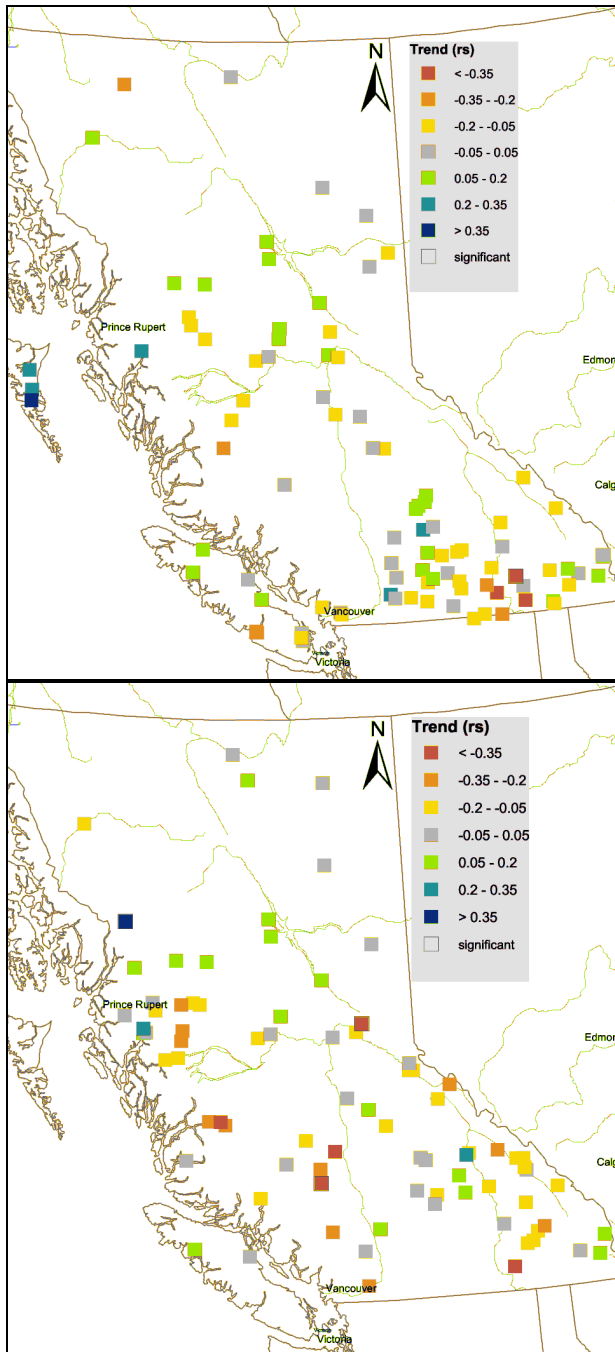 N
Trend (rs)
< -0.35
-0.35 - -0.2
-0.2 - -0.05
-0.05 - 0.05
0.05 - 0.2
0.2 - 0.35
> 0.35
significant
Prince Rupert
Edmon
Calg
Vancouver
Victoria
N
Trend (rs)
< -0.35
-0.35 - -0.2
-0.2 - -0.05
-0.05 - 0.05
0.05 - 0.2
0.2 - 0.35
> 0.35
significant
Prince Rupert
Edmon
Calg
Vancouver
Victoria